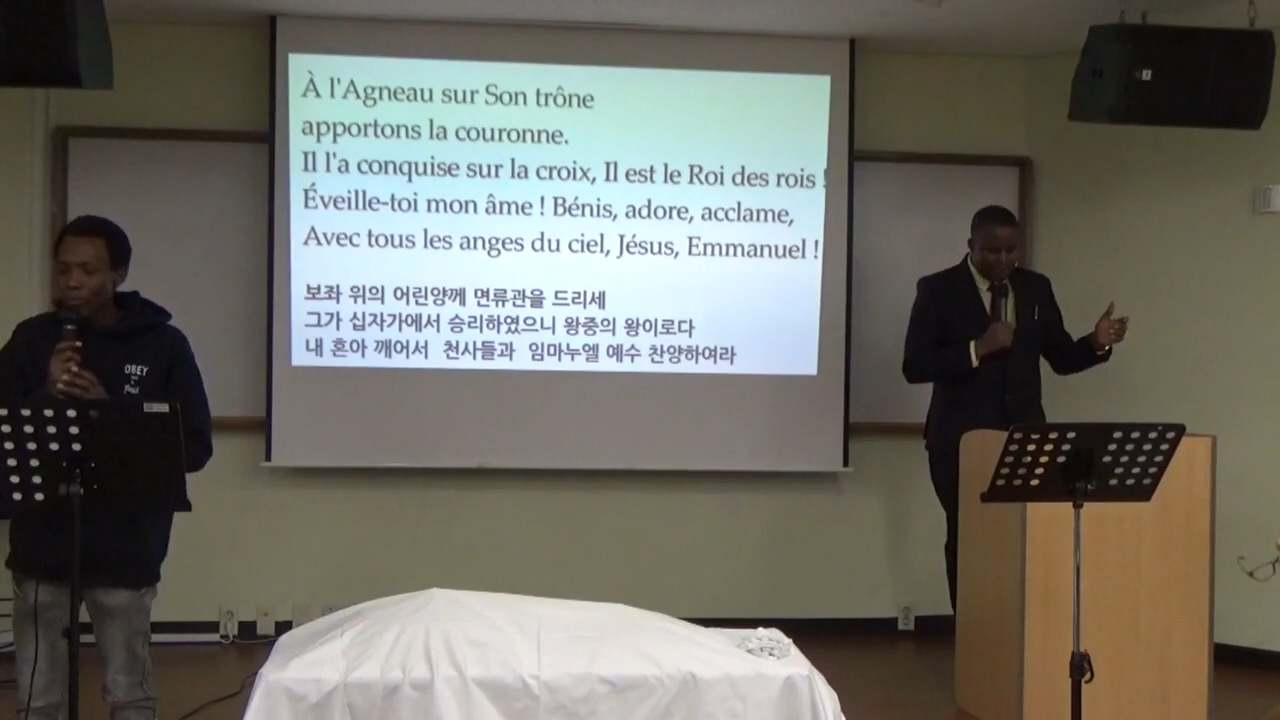 À l'Agneau sur Son trône
apportons la couronne.
Il l'a conquise sur la croix, Il est le Roi des rois !
Éveille-toi mon âme ! Bénis, adore, acclame,
Avec tous les anges du ciel, Jésus, Emmanuel !
보좌 위의 어린양께 면류관을 드리세
그가 십자가에서 승리하였으니 왕중의 왕이로다
내 혼아 깨어서 천사들과 임마누엘 예수 찬양하여라
OBEY